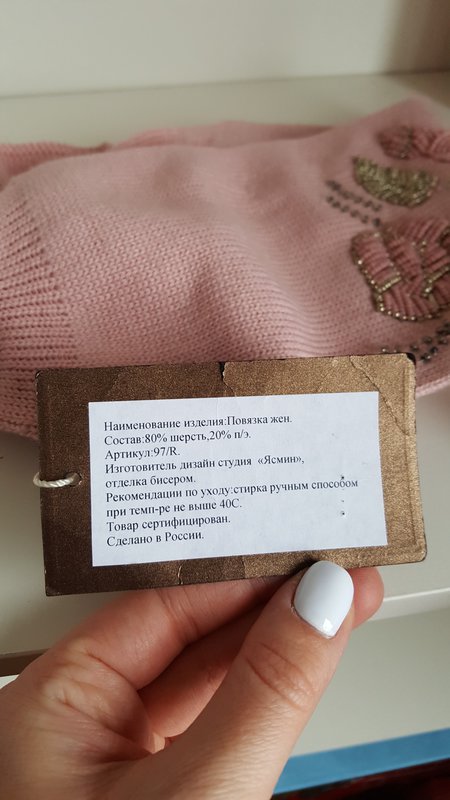 Наименование изделия:Повязка жен.
Состав:80% шерсть,20% п/э.
Артикул:97/R.
Изготовитель дизайн студия «Ясмин»,
отделка бисером.
Рекомендации по уходу:стирка ручным способом
при темп-ре не выше 40С.
Товар сертифицирован.
Сделано в России.